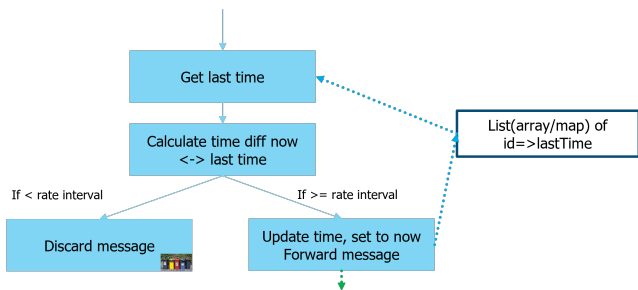 Get last time
Calculate time diff now
<-> last time
List(array/map) of
id=>lastTime
If < rate interval
If >= rate interval
Discard message
Update time, set to now
Forward message